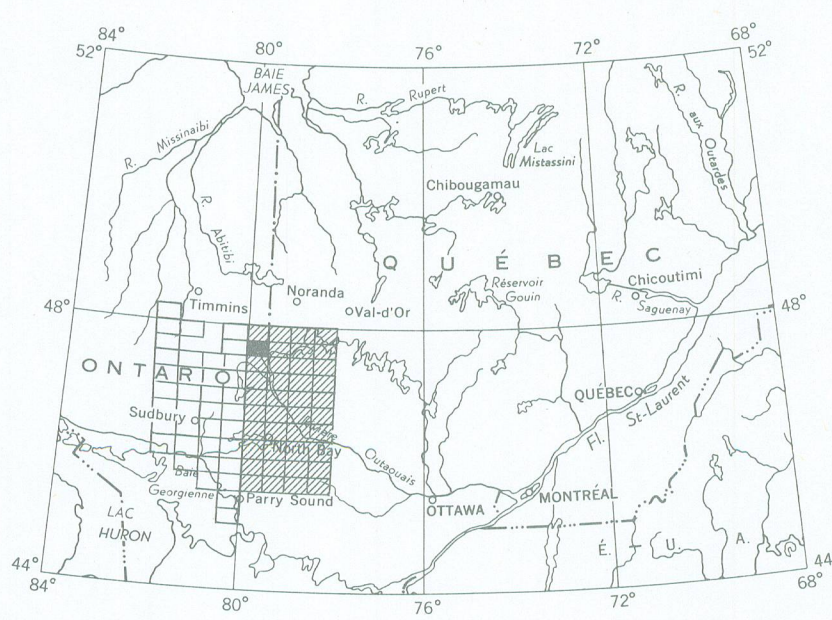 84°
80°
76°
72°
68°
52°
52°
BAIE
JAMES
R. Rupert
R. aux Outardes
R. Missinaibi
Lac
Mistassini
Chibougamau
R. Abitibi
QUÉBEC
Réservoir
Gouin
Chicoutimi
R. Saguenay
Timmins
Noranda
Val-d'Or
48°
48°
ONTARIO
QUÉBEC
Fl. St-Laurent
Sudbury
North Bay
Outaouais
Baie
Georgienne
Parry Sound
OTTAWA
MONTRÉAL
LAC
HURON
É.-U. A.
44°
44
84°
80°
76°
72°
68°